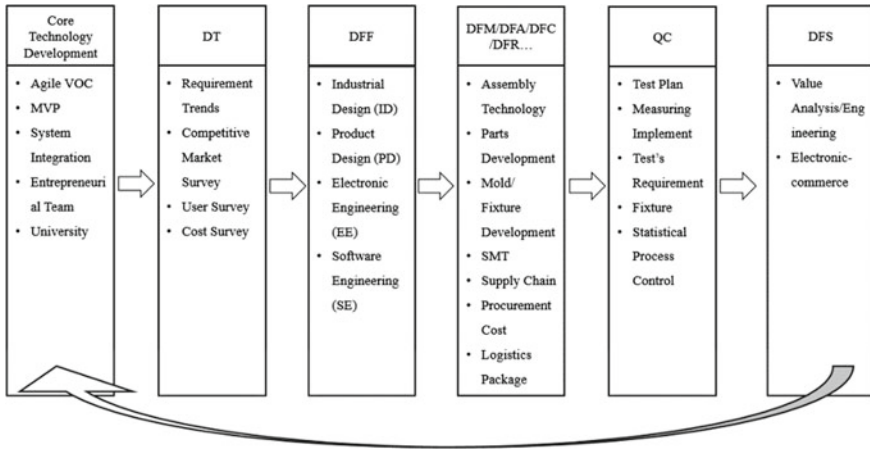 Core
Technology
Development
• Agile VOC
• MVP
• System
Integration
• Entrepreneuri
al Team
• University
DT
• Requirement
Trends
• Competitive
Market
Survey
• User Survey
• Cost Survey
DFF
• Industrial
Design (ID)
• Product
Design (PD)
• Electronic
Engineering
(EE)
• Software
Engineering
(SE)
DFM/DFA/DFC
/DFR…
• Assembly
Technology
• Parts
Development
• Mold/
Fixture
Development
• SMT
• Supply Chain
• Procurement
Cost
• Logistics
Package
QC
• Test Plan
• Measuring
Implement
• Test's
Requirement
• Fixture
• Statistical
Process
Control
DFS
• Value
Analysis/Eng
ineering
• Electronic-
commerce